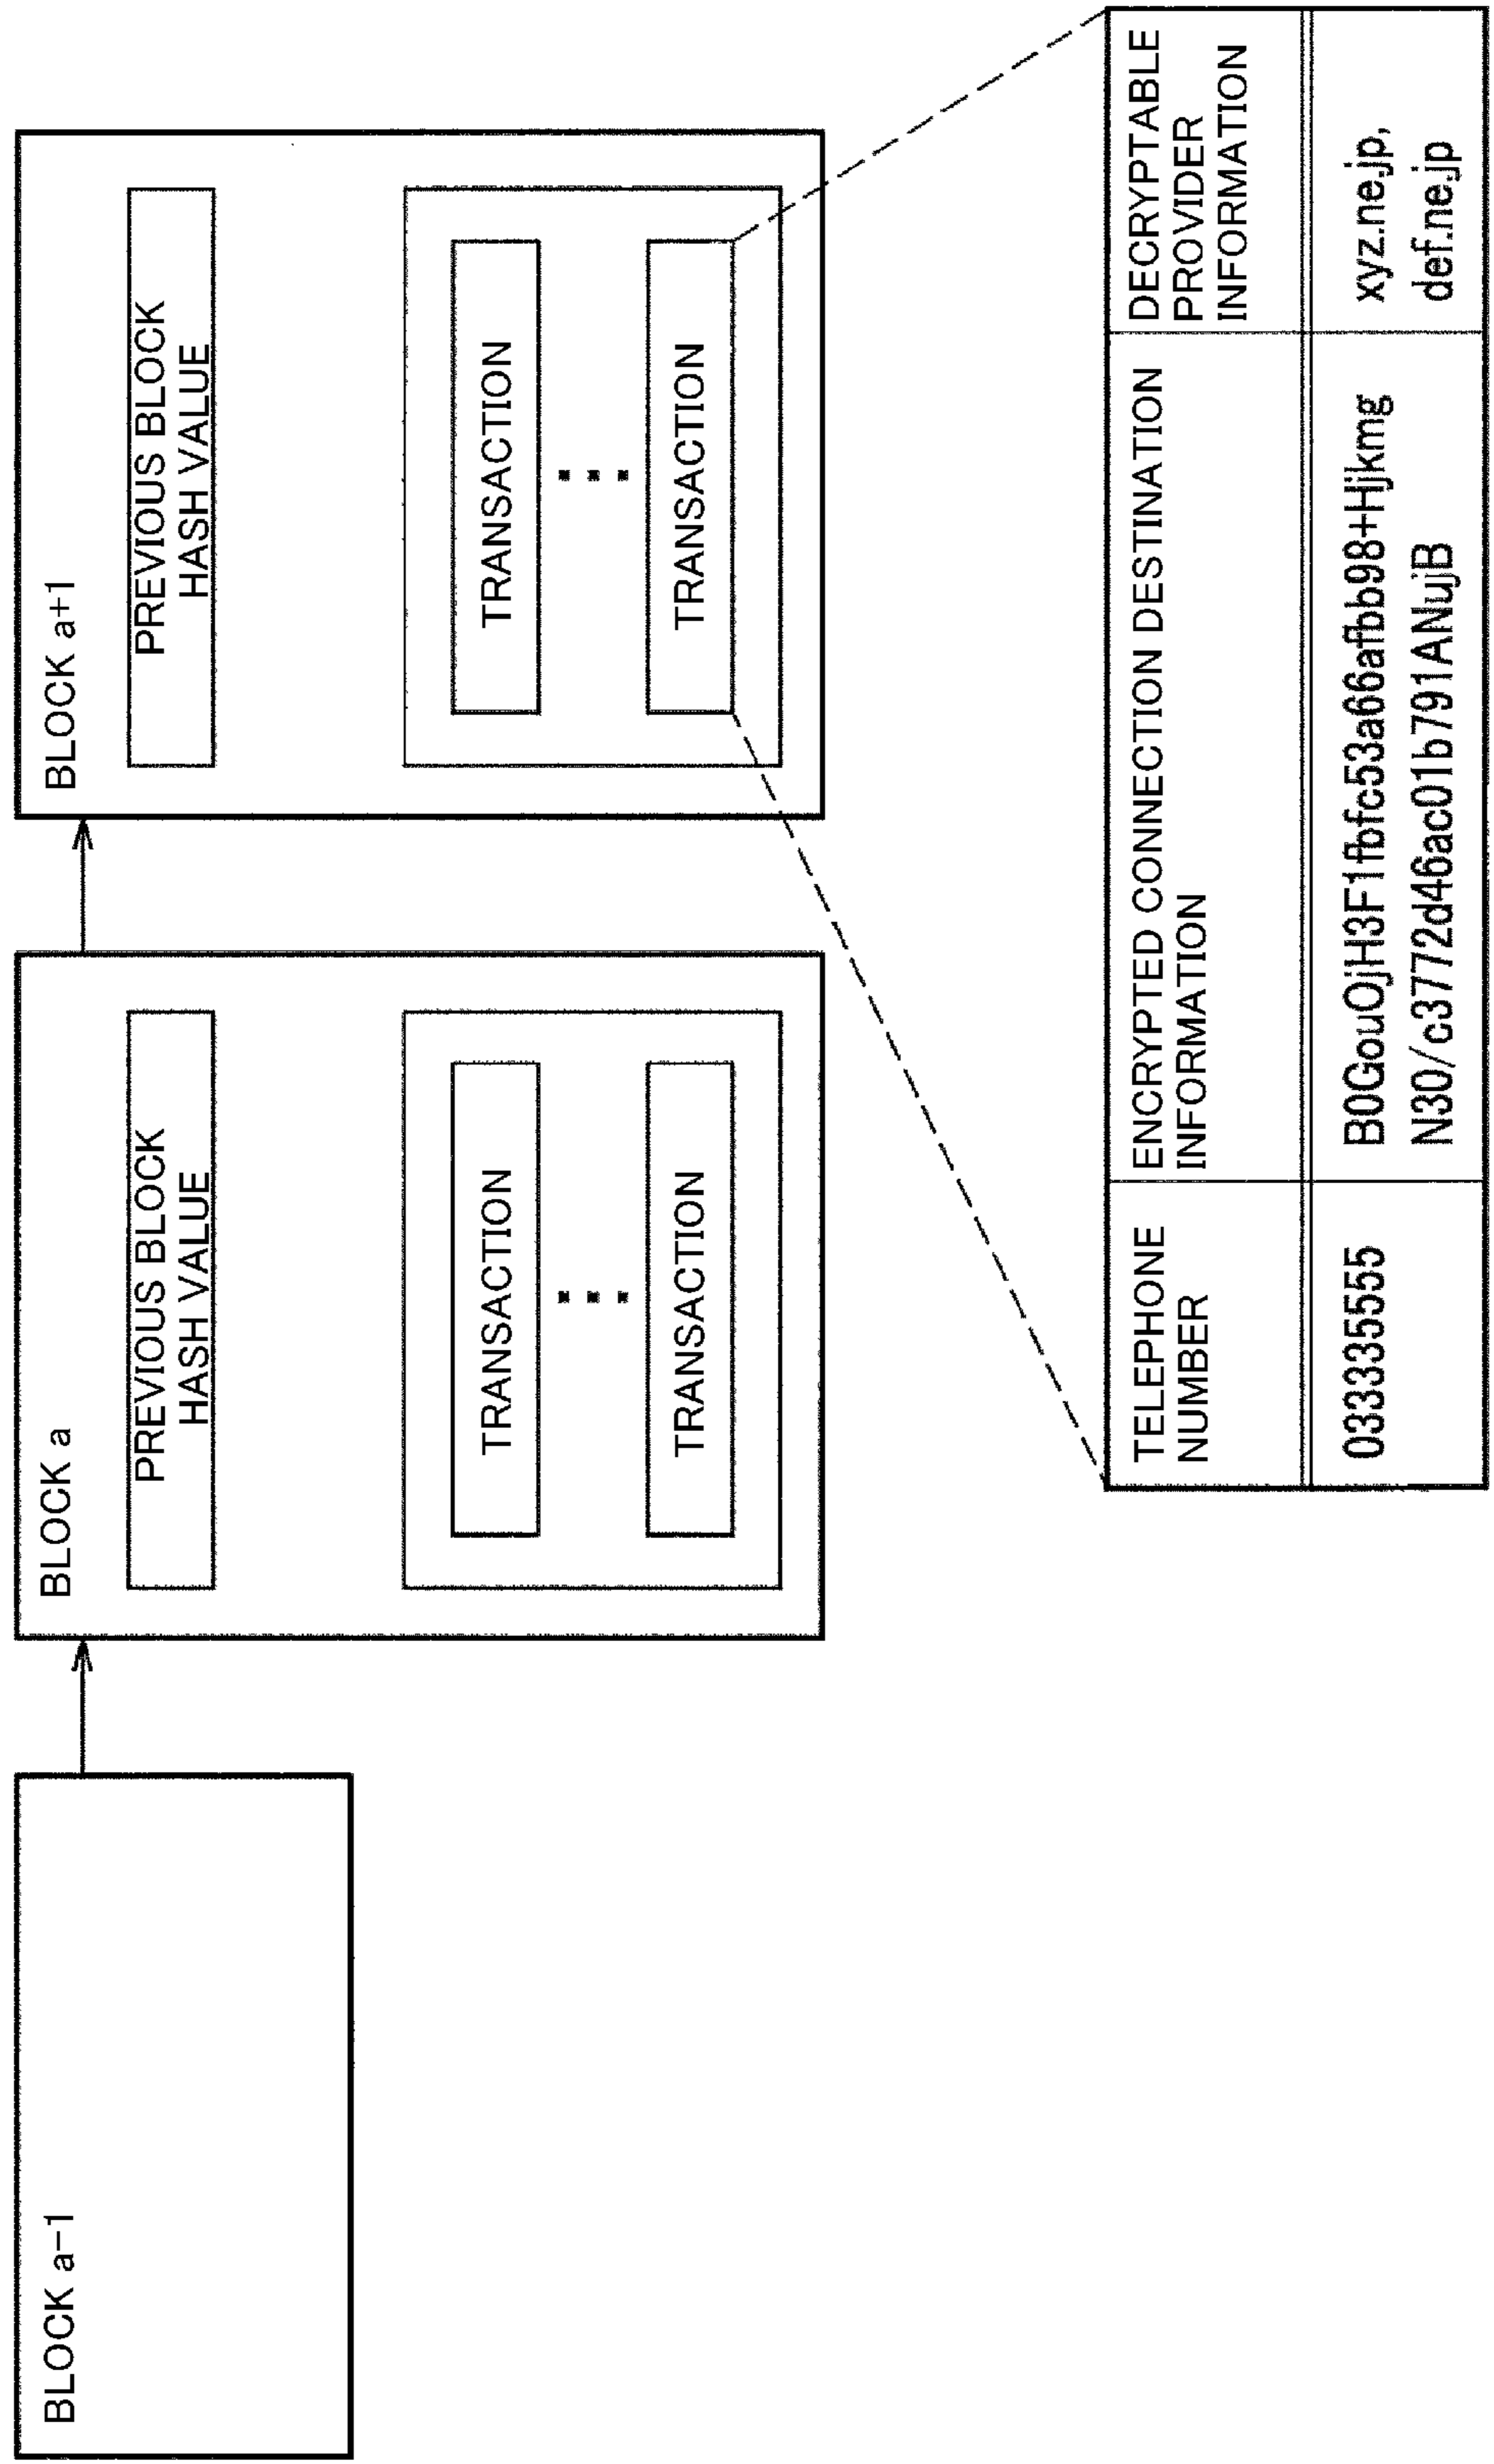 BLOCK a-1
BLOCK a
PREVIOUS BLOCK
HASH VALUE
TRANSACTION
TRANSACTION
BLOCK a+1
PREVIOUS BLOCK
HASH VALUE
TRANSACTION
TRANSACTION
TELEPHONE
NUMBER
ENCRYPTED CONNECTION DESTINATION
INFORMATION
DECRYPTABLE
PROVIDER
INFORMATION
033335555
B0GouOjH3F1fbfc53a66afbb98+Hjkmg
N30/c3772d46ac01b791ANujB
xyz.ne.jp,
def.ne.jp